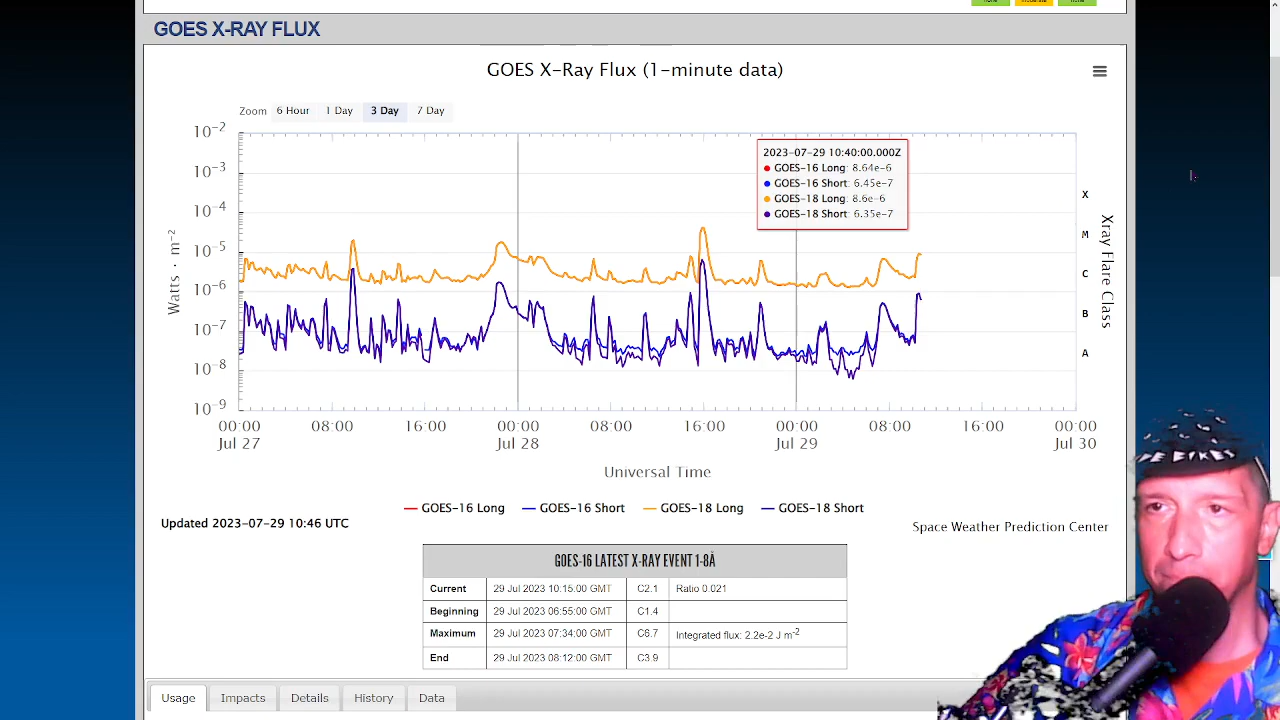 none moderate none
GOES X-RAY FLUX
GOES X-Ray Flux (1-minute data)
Zoom 6 Hour 1 Day 3 Day 7 Day
10-2
10-3
10-4
10-5
10-6
10-7
10-8
10-9
Watts · m-2
2023-07-29 10:40:00.000Z
GOES-16 Long: 8.64e-6
GOES-16 Short: 6.45e-7
GOES-18 Long: 8.6e-6
GOES-18 Short: 6.35e-7
X
M
C
B
A
Xray Flare Class
00:00 08:00 16:00 00:00 08:00 16:00 00:00 08:00 16:00 00:00
Jul 27 Jul 28 Jul 29 Jul 30
Universal Time
GOES-16 Long GOES-16 Short GOES-18 Long GOES-18 Short
Updated 2023-07-29 10:46 UTC
Space Weather Prediction Center
GOES-16 LATEST X-RAY EVENT 1-8Å
Current 29 Jul 2023 10:15:00 GMT C2.1 Ratio 0.021
Beginning 29 Jul 2023 06:55:00 GMT C1.4
Maximum 29 Jul 2023 07:34:00 GMT C6.7 Integrated flux: 2.2e-2 J m-2
End 29 Jul 2023 08:12:00 GMT C3.9
Usage Impacts Details History Data
BIKES